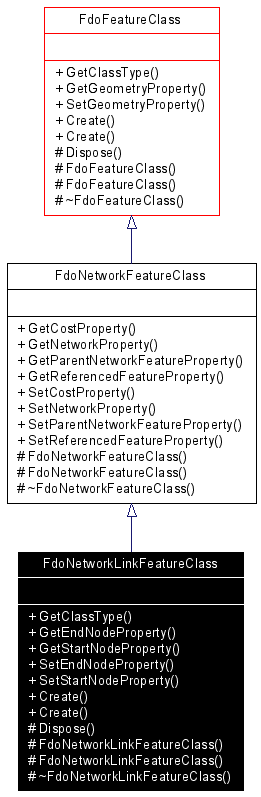 FdoFeatureClass
+ GetClassType()
+ GetGeometryProperty()
+ SetGeometryProperty()
+ Create()
+ Create()
# Dispose()
# FdoFeatureClass()
# FdoFeatureClass()
# ~FdoFeatureClass()
FdoNetworkFeatureClass
+ GetCostProperty()
+ GetNetworkProperty()
+ GetParentNetworkFeatureProperty()
+ GetReferencedFeatureProperty()
+ SetCostProperty()
+ SetNetworkProperty()
+ SetParentNetworkFeatureProperty()
+ SetReferencedFeatureProperty()
# FdoNetworkFeatureClass()
# FdoNetworkFeatureClass()
# ~FdoNetworkFeatureClass()
FdoNetworkLinkFeatureClass
+ GetClassType()
+ GetEndNodeProperty()
+ GetStartNodeProperty()
+ SetEndNodeProperty()
+ SetStartNodeProperty()
+ Create()
+ Create()
# Dispose()
# FdoNetworkLinkFeatureClass()
# FdoNetworkLinkFeatureClass()
# ~FdoNetworkLinkFeatureClass()